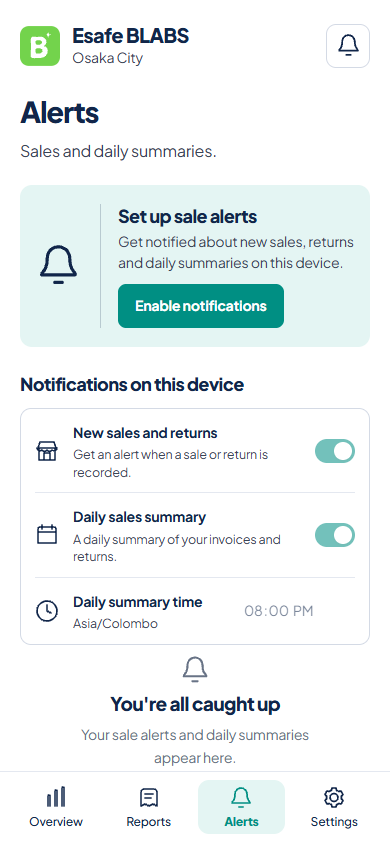 B
Esafe BLABS
Osaka City
Alerts
Sales and daily summaries.
Set up sale alerts
Get notified about new sales, returns
and daily summaries on this device.
Enable notifications
Notifications on this device
New sales and returns
Get an alert when a sale or return is
recorded.
Daily sales summary
A daily summary of your invoices and
returns.
Daily summary time
08:00 PM
Asia/Colombo
You're all caught up
Your sale alerts and daily summaries
appear here.
Overview
Reports
Alerts
Settings